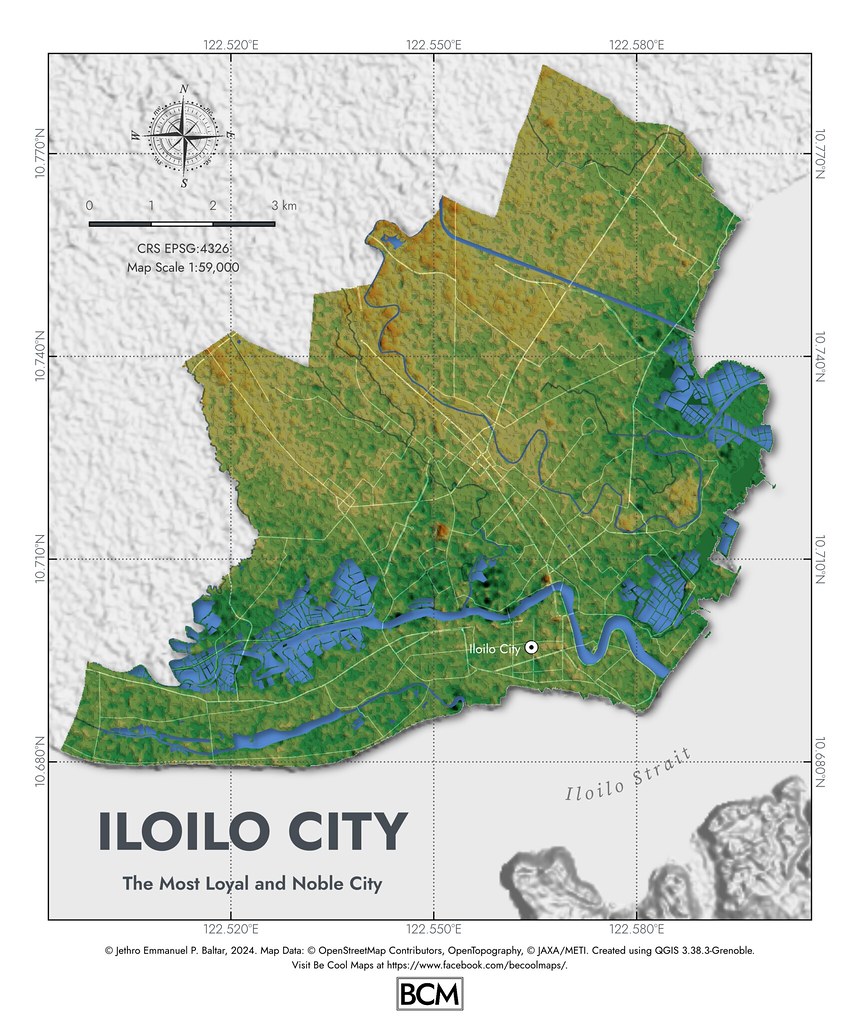 122.520°E 122.550°E 122.580°E
N
W E
S
10.770°N 10.770°N
0 1 2 3 km
CRS EPSG:4326
Map Scale 1:59,000
10.740°N 10.740°N
10.710°N 10.710°N
Iloilo City
10.680°N 10.680°N
Iloilo Strait
ILOILO CITY
The Most Loyal and Noble City
122.520°E 122.550°E 122.580°E
© Jethro Emmanuel P. Baltar, 2024. Map Data: © OpenStreetMap Contributors, OpenTopography, © JAXA/METI. Created using QGIS 3.38.3-Grenoble.
Visit Be Cool Maps at https://www.facebook.com/becoolmaps/.
BCM